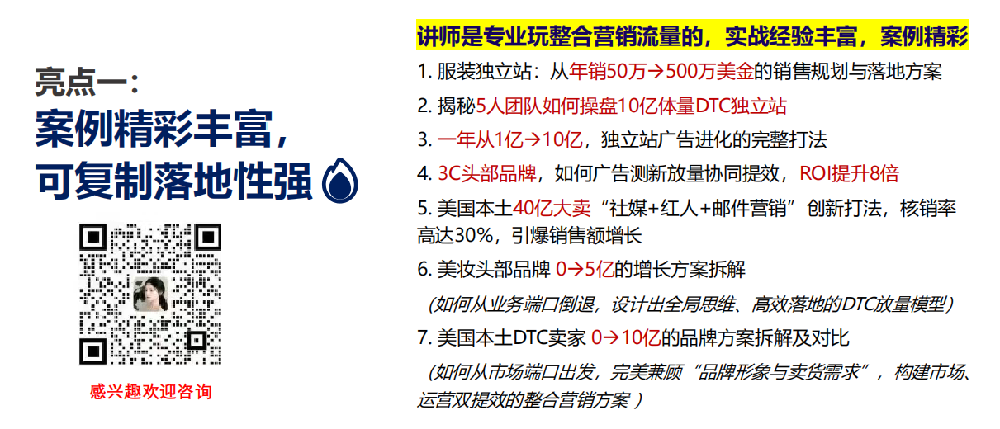 亮点一：
案例精彩丰富，
可复制落地性强
感兴趣欢迎咨询
讲师是专业玩整合营销流量的，实战经验丰富，案例精彩
1. 服装独立站：从年销50万→500万美金的销售规划与落地方案
2. 揭秘5人团队如何操盘10亿体量DTC独立站
3. 一年从1亿→10亿，独立站广告进化的完整打法
4. 3C头部品牌，如何广告测新放量协同提效，ROI提升8倍
5. 美国本土40亿大卖“社媒+红人+邮件营销”创新打法，核销率
高达30%，引爆销售额增长
6. 美妆头部品牌 0→5亿的增长方案拆解
（如何从业务端口倒退，设计出全局思维、高效落地的DTC放量模型）
7. 美国本土DTC卖家 0→10亿的品牌方案拆解及对比
（如何从市场端口出发，完美兼顾“品牌形象与卖货需求”，构建市场、
运营双提效的整合营销方案 ）